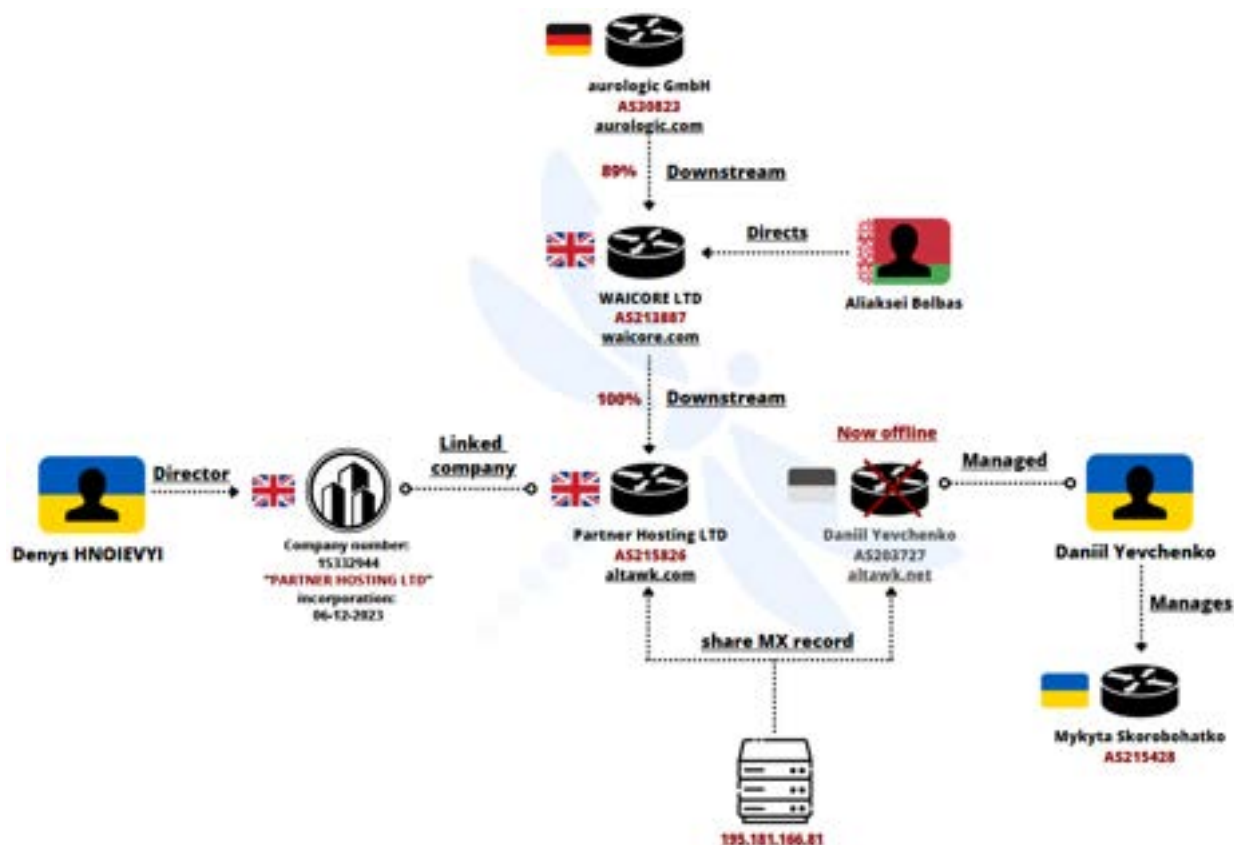 aurologic GmbH
AS30823
aurologic.com
89%
Downstream
Directs
WAICORE LTD
AS213887
waicore.com
Aliaksei Bolbas
100%
Downstream
Now offline
Linked
company
Managed
Director
Denys HNOIEVYI
Company number:
15332944
"PARTNER HOSTING LTD"
incorporation:
06-12-2023
Partner Hosting LTD
AS215826
altawk.com
Daniil Yevchenko
AS203727
altawk.net
Daniil Yevchenko
Manages
share MX record
Mykyta Skorobohatko
AS215428
195.181.166.81